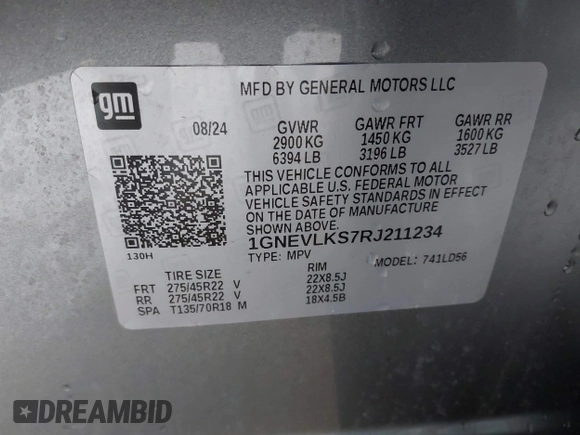 MFD BY GENERAL MOTORS LLC
gm
08/24 GVWR GAWR FRT GAWR RR
2900 KG 1450 KG 1600 KG
6394 LB 3196 LB 3527 LB
THIS VEHICLE CONFORMS TO ALL
APPLICABLE U.S. FEDERAL MOTOR
VEHICLE SAFETY STANDARDS IN EFFECT
ON THE DATE OF MANUFACTURE
SHOWN ABOVE.
1GNEVLKS7RJ211234
130H
TYPE: MPV MODEL: 741LD56
TIRE SIZE RIM
FRT 275/45R22 V 22X8.5J
RR 275/45R22 V 22X8.5J
SPA T135/70R18 M 18X4.5B
DREAMBID